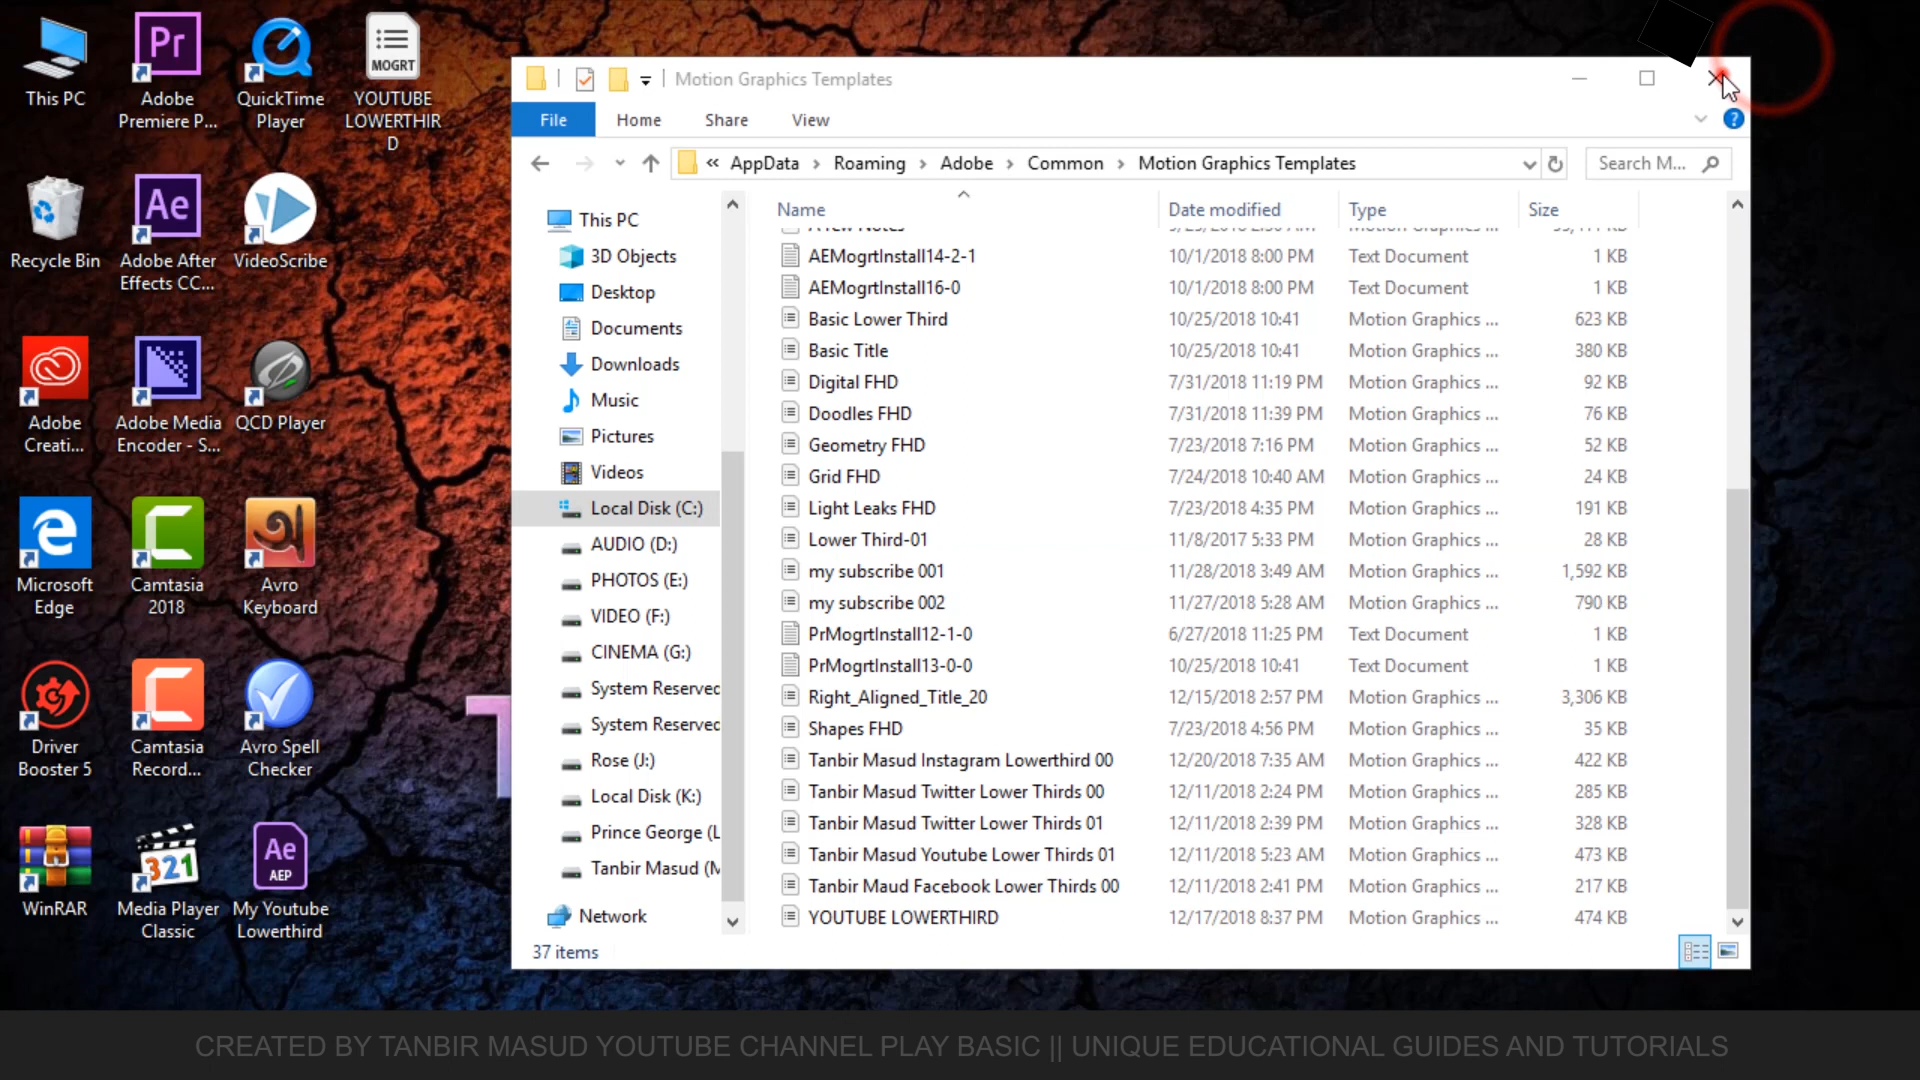 This PC
Pr
Adobe
Premiere P...
QuickTime
Player
MOGRT
YOUTUBE
LOWERTHIR
D
Recycle Bin
Ae
Adobe After
Effects CC...
VideoScribe
Adobe
Creati...
Adobe Media
Encoder - S...
QCD Player
Microsoft
Edge
Camtasia
2018
Avro
Keyboard
Driver
Booster 5
Camtasia
Record...
Avro Spell
Checker
WinRAR
321
Media Player
Classic
Ae
AEP
My Youtube
Lowerthird
Motion Graphics Templates
File Home Share View
« AppData › Roaming › Adobe › Common › Motion Graphics Templates
Search M...
This PC
3D Objects
Desktop
Documents
Downloads
Music
Pictures
Videos
Local Disk (C:)
AUDIO (D:)
PHOTOS (E:)
VIDEO (F:)
CINEMA (G:)
System Reserved
System Reserved
Rose (J:)
Local Disk (K:)
Prince George (L
Tanbir Masud (M
Network
Name Date modified Type Size
AEMogrtInstall14-2-1 10/1/2018 8:00 PM Text Document 1 KB
AEMogrtInstall16-0 10/1/2018 8:00 PM Text Document 1 KB
Basic Lower Third 10/25/2018 10:41 Motion Graphics ... 623 KB
Basic Title 10/25/2018 10:41 Motion Graphics ... 380 KB
Digital FHD 7/31/2018 11:19 PM Motion Graphics ... 92 KB
Doodles FHD 7/31/2018 11:39 PM Motion Graphics ... 76 KB
Geometry FHD 7/23/2018 7:16 PM Motion Graphics ... 52 KB
Grid FHD 7/24/2018 10:40 AM Motion Graphics ... 24 KB
Light Leaks FHD 7/23/2018 4:35 PM Motion Graphics ... 191 KB
Lower Third-01 11/8/2017 5:33 PM Motion Graphics ... 28 KB
my subscribe 001 11/28/2018 3:49 AM Motion Graphics ... 1,592 KB
my subscribe 002 11/27/2018 5:28 AM Motion Graphics ... 790 KB
PrMogrtInstall12-1-0 6/27/2018 11:25 PM Text Document 1 KB
PrMogrtInstall13-0-0 10/25/2018 10:41 Text Document 1 KB
Right_Aligned_Title_20 12/15/2018 2:57 PM Motion Graphics ... 3,306 KB
Shapes FHD 7/23/2018 4:56 PM Motion Graphics ... 35 KB
Tanbir Masud Instagram Lowerthird 00 12/20/2018 7:35 AM Motion Graphics ... 422 KB
Tanbir Masud Twitter Lower Thirds 00 12/11/2018 2:24 PM Motion Graphics ... 285 KB
Tanbir Masud Twitter Lower Thirds 01 12/11/2018 2:39 PM Motion Graphics ... 328 KB
Tanbir Masud Youtube Lower Thirds 01 12/11/2018 5:23 AM Motion Graphics ... 473 KB
Tanbir Maud Facebook Lower Thirds 00 12/11/2018 2:41 PM Motion Graphics ... 217 KB
YOUTUBE LOWERTHIRD 12/17/2018 8:37 PM Motion Graphics ... 474 KB
37 items
CREATED BY TANBIR MASUD YOUTUBE CHANNEL PLAY BASIC || UNIQUE EDUCATIONAL GUIDES AND TUTORIALS